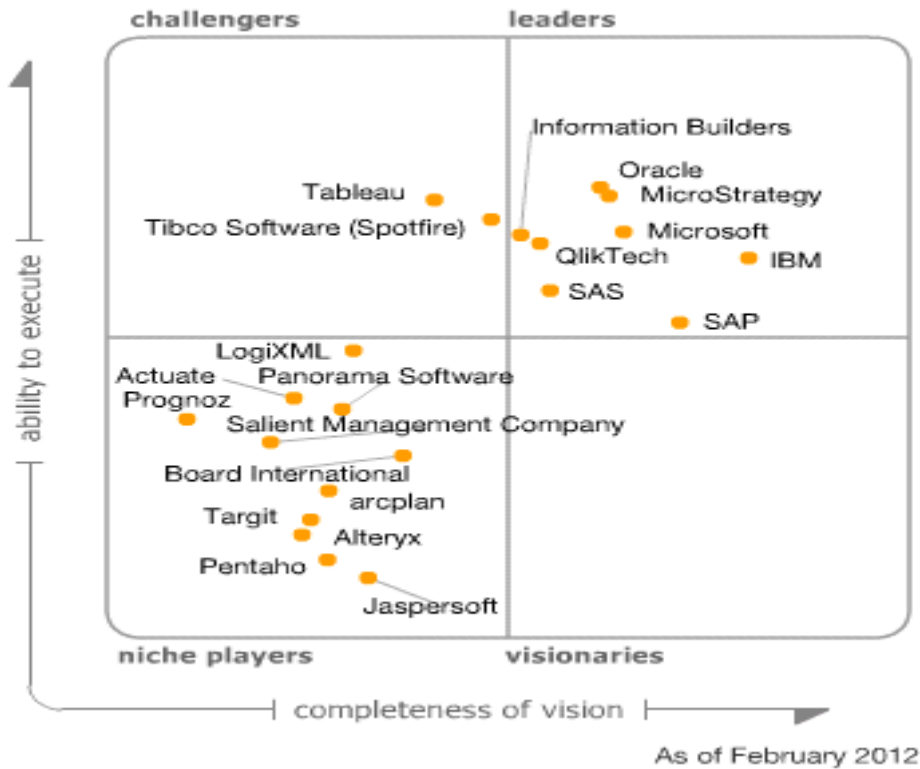 challengers
leaders
Information Builders
Oracle
Tableau
MicroStrategy
Tibco Software (Spotfire)
Microsoft
QlikTech
IBM
SAS
SAP
LogiXML
Actuate
Panorama Software
Prognoz
Salient Management Company
Board International
arcplan
Targit
Alteryx
Pentaho
Jaspersoft
niche players
visionaries
ability to execute
completeness of vision
As of February 2012